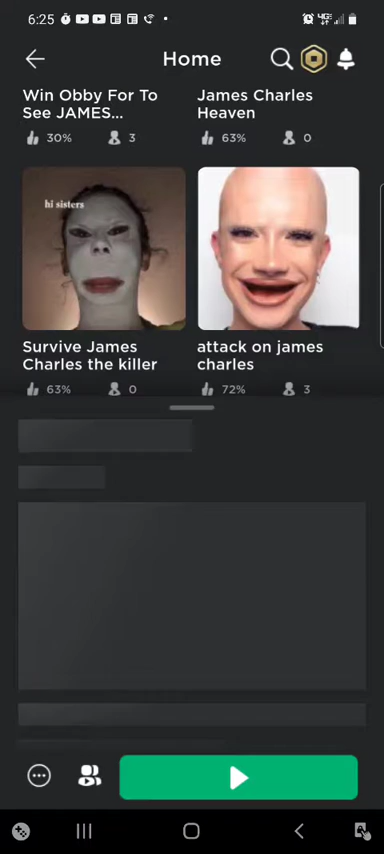 6:25
Home
Win Obby For To
See JAMES...
James Charles
Heaven
30%
3
63%
0
hi sisters
Survive James
Charles the killer
attack on james
charles
63%
0
72%
3